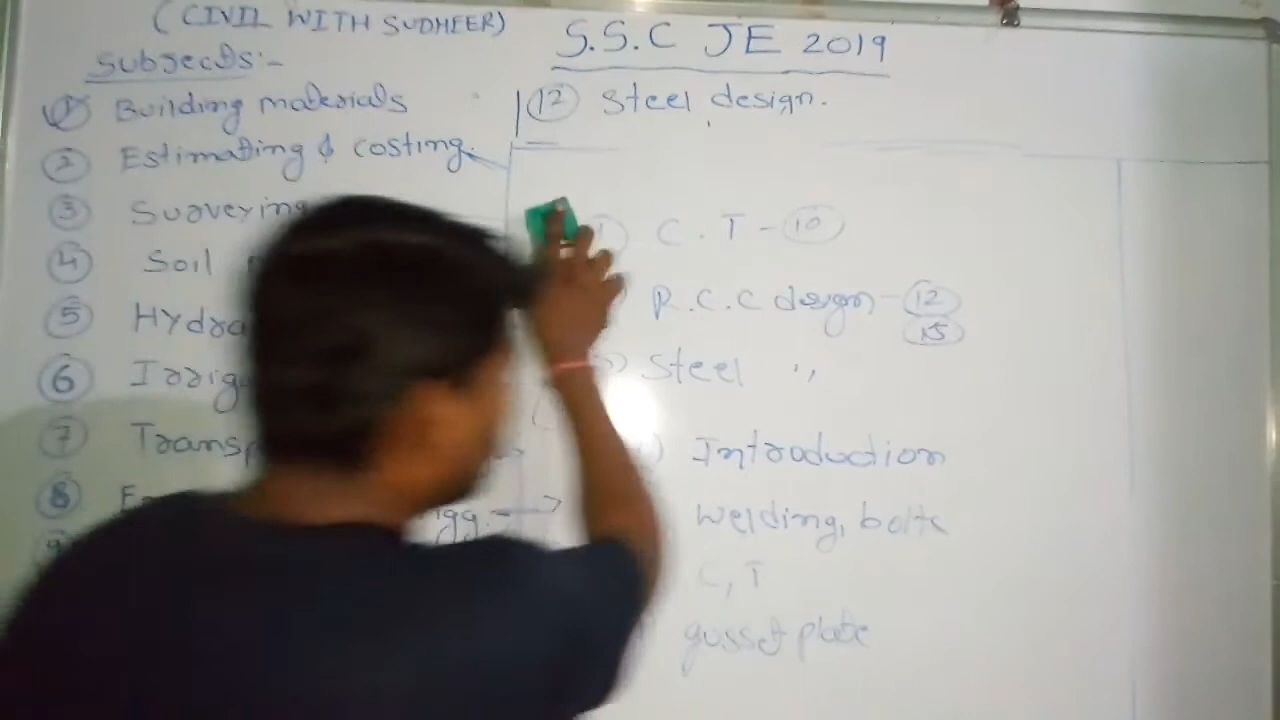 (CIVIL WITH SUDHEER)
S.S.C JE 2019
Subjects:-
① Building materials
② Estimating & costing.
③ Surveying
④ Soil
⑤ Hydra
⑥ Irrig
⑦ Transp
⑧
⑫ Steel design.
C.T - ⑩
R.C.C design - ⑫
⑮
Steel ,,
Introduction
Welding, bolts
C, T
gusset plate